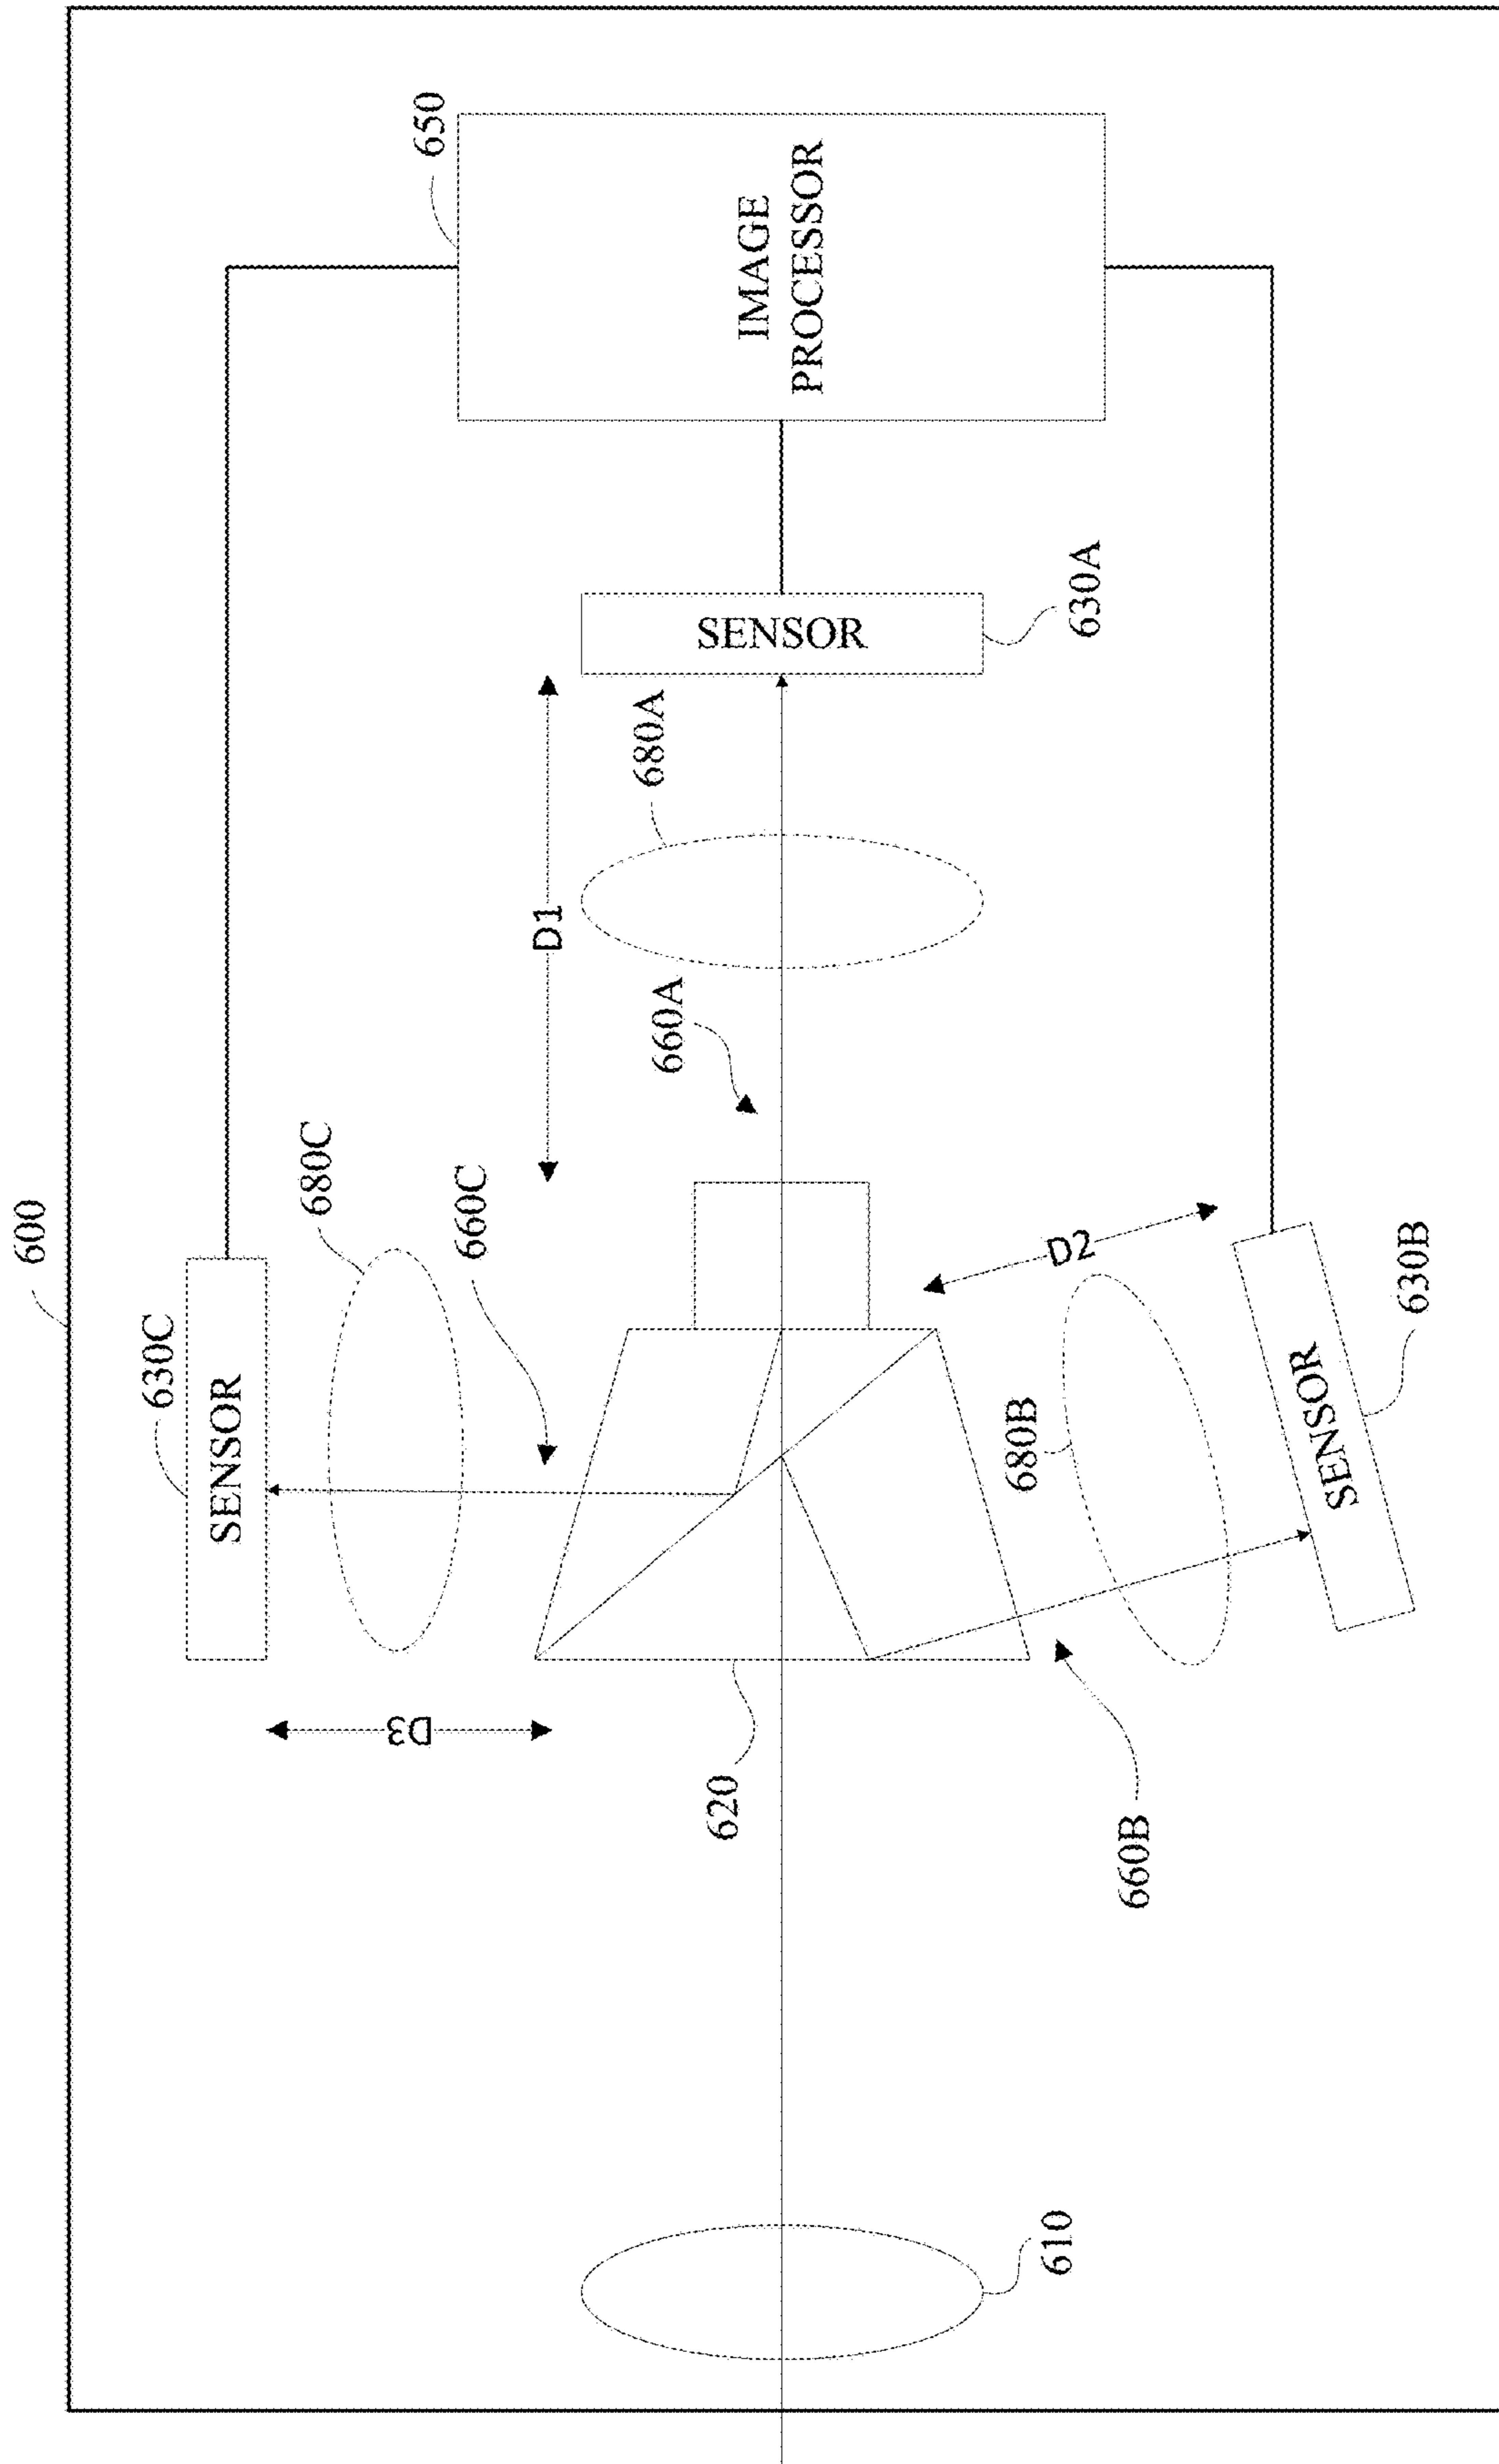 600
630C
SENSOR
680C
660C
D3
620
D1
660A
680A
SENSOR
630A
650
IMAGE
PROCESSOR
D2
680B
SENSOR
630B
660B
610